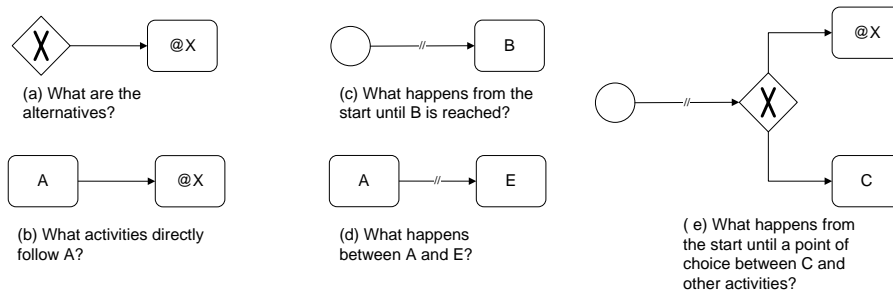 X
@X
(a) What are the
alternatives?
A
@X
(b) What activities directly
follow A?
//
B
(c) What happens from the
start until B is reached?
A
//
E
(d) What happens
between A and E?
//
X
@X
C
( e) What happens from
the start until a point of
choice between C and
other activities?